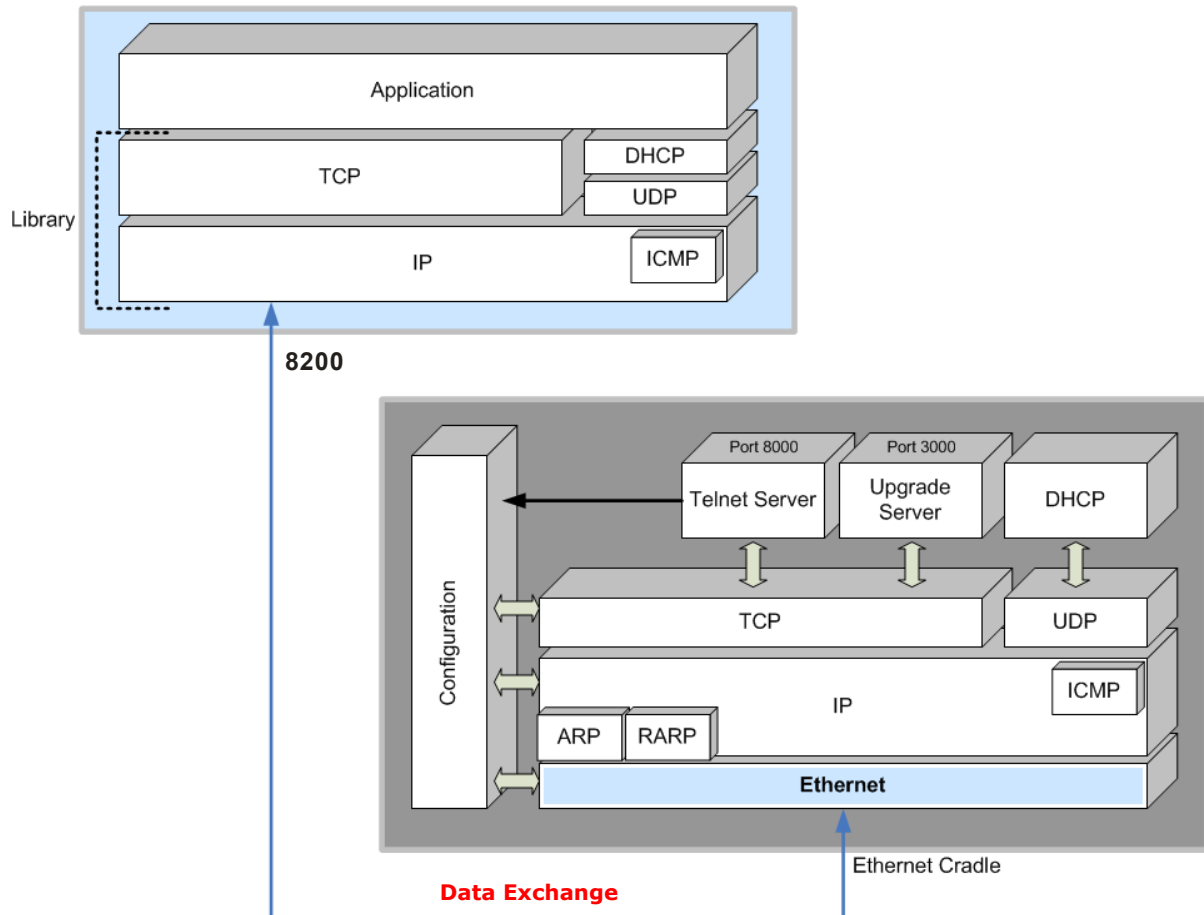 Application
TCP
DHCP
UDP
Library
IP
ICMP
8200
Port 8000
Port 3000
Telnet Server
Upgrade
Server
DHCP
Configuration
TCP
UDP
IP
ICMP
ARP
RARP
Ethernet
Ethernet Cradle
Data Exchange